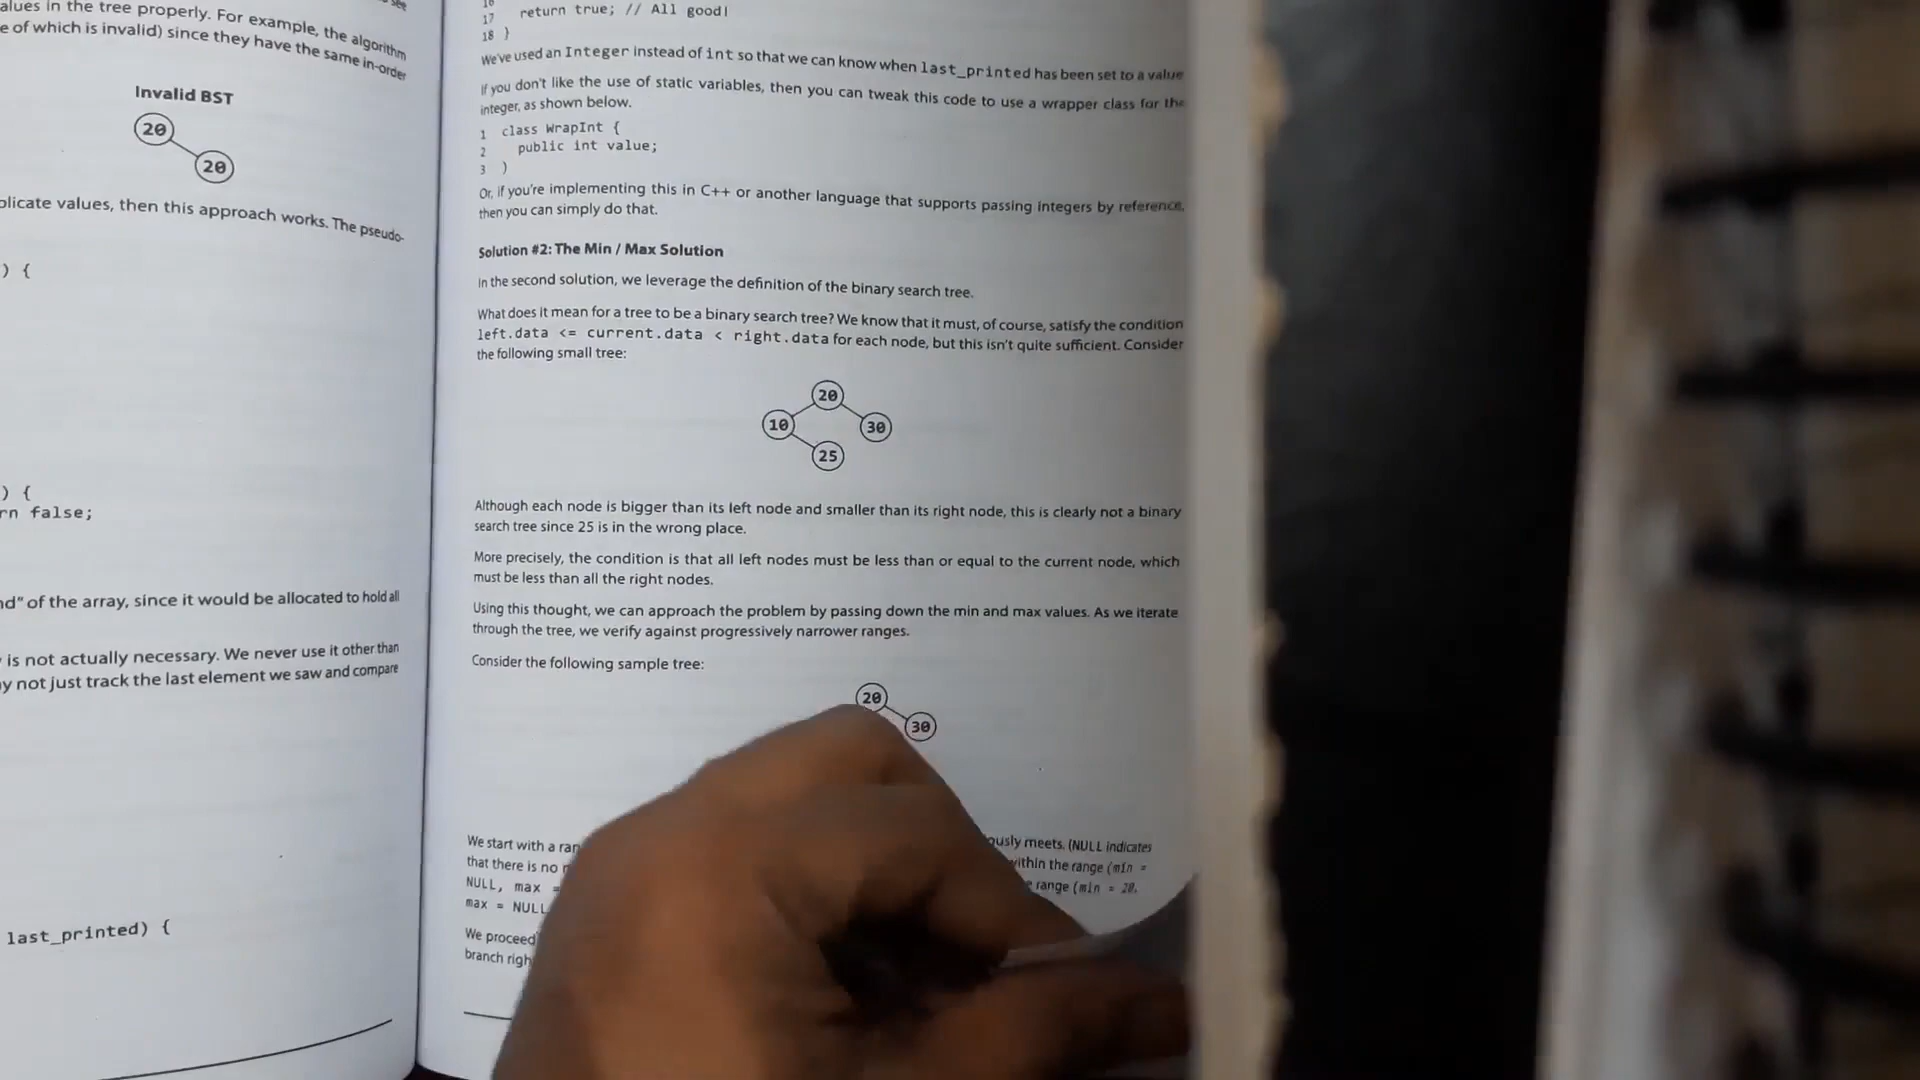 see
alues in the tree properly. For example, the algorithm
e of which is invalid) since they have the same in-order
Invalid BST
20
20
plicate values, then this approach works. The pseudo-
) {
) {
rn false;
nd" of the array, since it would be allocated to hold all
is not actually necessary. We never use it other than
y not just track the last element we saw and compare
last_printed) {
16
17 return true; // All good!
18 }
We've used an Integer instead of int so that we can know when last_printed has been set to a value
If you don't like the use of static variables, then you can tweak this code to use a wrapper class for the
integer, as shown below.
1 class WrapInt {
2 public int value;
3 }
Or, if you're implementing this in C++ or another language that supports passing integers by reference,
then you can simply do that.
Solution #2: The Min / Max Solution
In the second solution, we leverage the definition of the binary search tree.
What does it mean for a tree to be a binary search tree? We know that it must, of course, satisfy the condition
left.data <= current.data < right.data for each node, but this isn't quite sufficient. Consider
the following small tree:
20
10 30
25
Although each node is bigger than its left node and smaller than its right node, this is clearly not a binary
search tree since 25 is in the wrong place.
More precisely, the condition is that all left nodes must be less than or equal to the current node, which
must be less than all the right nodes.
Using this thought, we can approach the problem by passing down the min and max values. As we iterate
through the tree, we verify against progressively narrower ranges.
Consider the following sample tree:
20
30
We start with a ran ously meets. (NULL indicates
that there is no within the range (min =
NULL, max = range (min = 20,
max = NULL
We proceed
branch righ